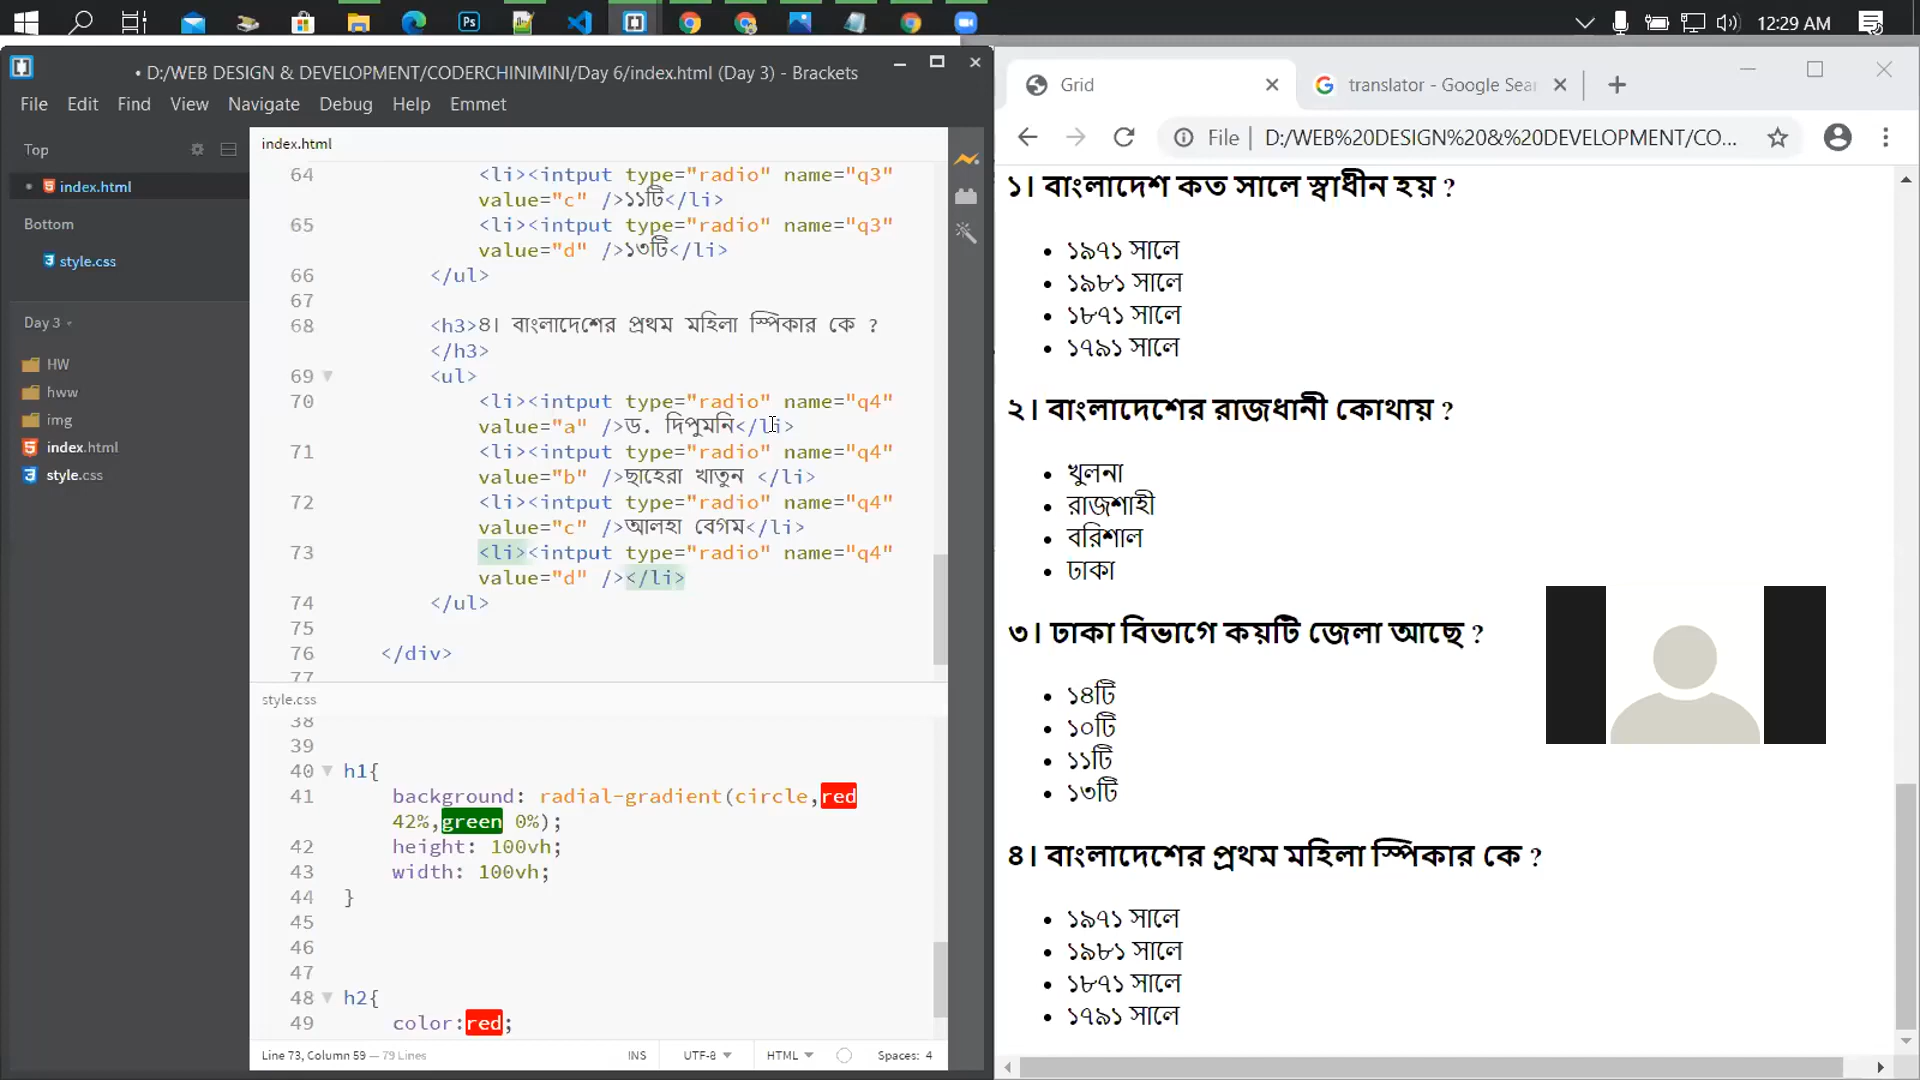 12:29 AM
• D:/WEB DESIGN & DEVELOPMENT/CODERCHINIMINI/Day 6/index.html (Day 3) - Brackets
File Edit Find View Navigate Debug Help Emmet
Top
index.html
Bottom
style.css
Day 3
HW
hww
img
index.html
style.css
index.html
64 <li><intput type="radio" name="q3"
value="c" />১১টি</li>
65 <li><intput type="radio" name="q3"
value="d" />১৩টি</li>
66 </ul>
67
68 <h3>৪। বাংলাদেশের প্রথম মহিলা স্পিকার কে ?
</h3>
69 <ul>
70 <li><intput type="radio" name="q4"
value="a" />ড. দিপুমনি</li>
71 <li><intput type="radio" name="q4"
value="b" />ছাহেরা খাতুন </li>
72 <li><intput type="radio" name="q4"
value="c" />আলহা বেগম</li>
73 <li><intput type="radio" name="q4"
value="d" /></li>
74 </ul>
75
76 </div>
77
style.css
38
39
40 h1{
41 background: radial-gradient(circle,red
42%,green 0%);
42 height: 100vh;
43 width: 100vh;
44 }
45
46
47
48 h2{
49 color:red;
Line 73, Column 59 — 79 Lines
INS UTF-8 HTML Spaces: 4
Grid
translator - Google Sear
File D:/WEB%20DESIGN%20&%20DEVELOPMENT/CO...
১। বাংলাদেশ কত সালে স্বাধীন হয় ?
• ১৯৭১ সালে
• ১৯৮১ সালে
• ১৮৭১ সালে
• ১৭৯১ সালে
২। বাংলাদেশের রাজধানী কোথায় ?
• খুলনা
• রাজশাহী
• বরিশাল
• ঢাকা
৩। ঢাকা বিভাগে কয়টি জেলা আছে ?
• ১৪টি
• ১০টি
• ১১টি
• ১৩টি
৪। বাংলাদেশের প্রথম মহিলা স্পিকার কে ?
• ১৯৭১ সালে
• ১৯৮১ সালে
• ১৮৭১ সালে
• ১৭৯১ সালে